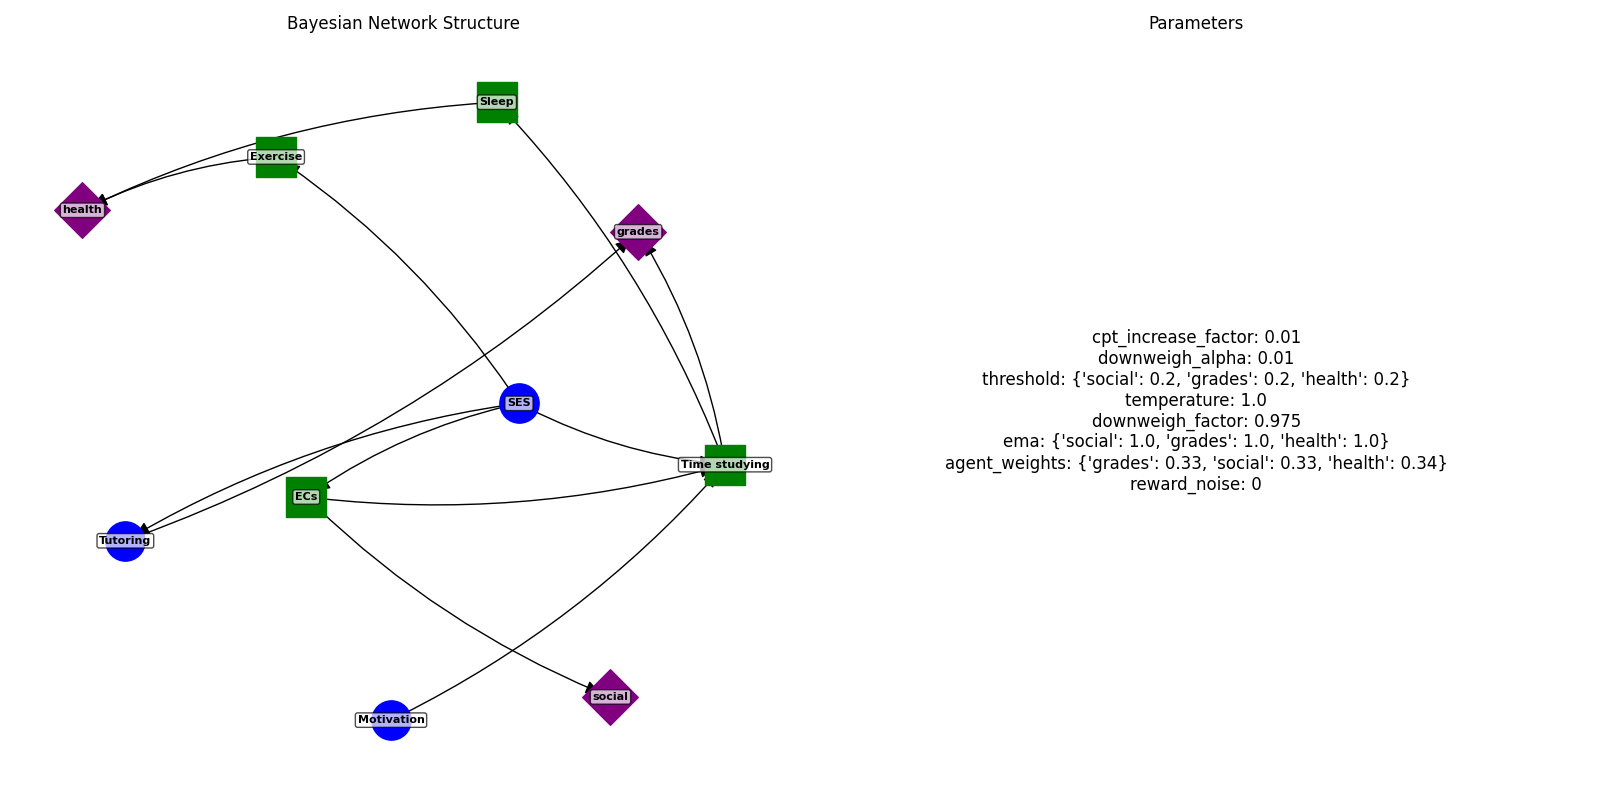 Bayesian Network Structure
Parameters
Sleep
Exercise
health
grades
SES
Time studying
ECs
Tutoring
social
Motivation
cpt_increase_factor: 0.01
downweigh_alpha: 0.01
threshold: {'social': 0.2, 'grades': 0.2, 'health': 0.2}
temperature: 1.0
downweigh_factor: 0.975
ema: {'social': 1.0, 'grades': 1.0, 'health': 1.0}
agent_weights: {'grades': 0.33, 'social': 0.33, 'health': 0.34}
reward_noise: 0